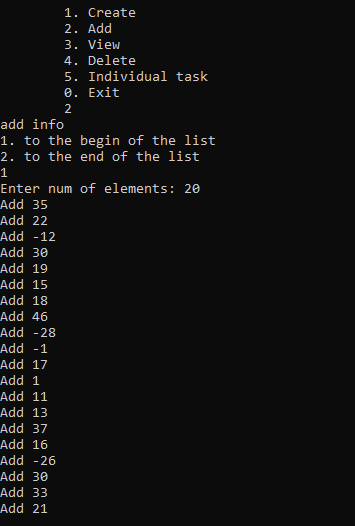 1. Create
2. Add
3. View
4. Delete
5. Individual task
0. Exit
2
add info
1. to the begin of the list
2. to the end of the list
1
Enter num of elements: 20
Add 35
Add 22
Add -12
Add 30
Add 19
Add 15
Add 18
Add 46
Add -28
Add -1
Add 17
Add 1
Add 11
Add 13
Add 37
Add 16
Add -26
Add 30
Add 33
Add 21